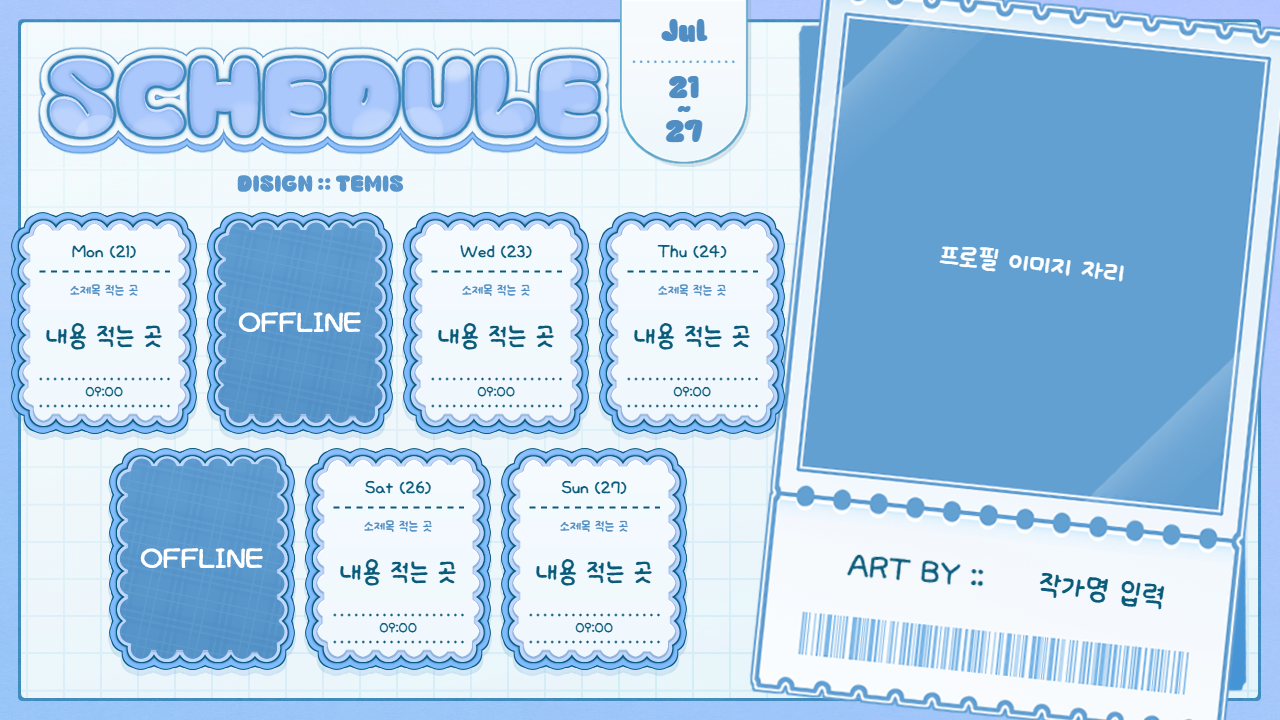 SCHEDULE
Jul
21
~
27
DISIGN :: TEMIS
Mon (21)
소제목 적는 곳
내용 적는 곳
09:00
OFFLINE
Wed (23)
소제목 적는 곳
내용 적는 곳
09:00
Thu (24)
소제목 적는 곳
내용 적는 곳
09:00
OFFLINE
Sat (26)
소제목 적는 곳
내용 적는 곳
09:00
Sun (27)
소제목 적는 곳
내용 적는 곳
09:00
프로필 이미지 자리
ART BY :: 작가명 입력